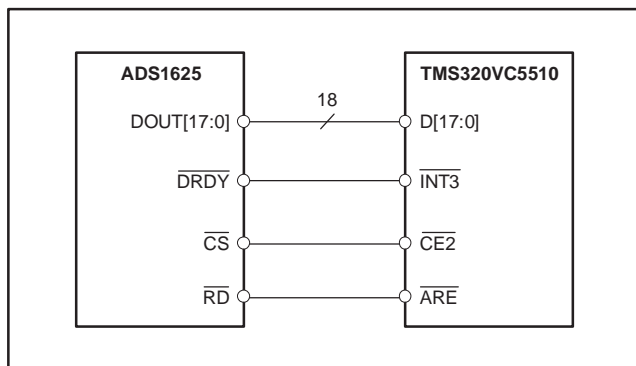 ADS1625 TMS320VC5510
18
DOUT[17:0] D[17:0]
DRDY INT3
CS CE2
RD ARE